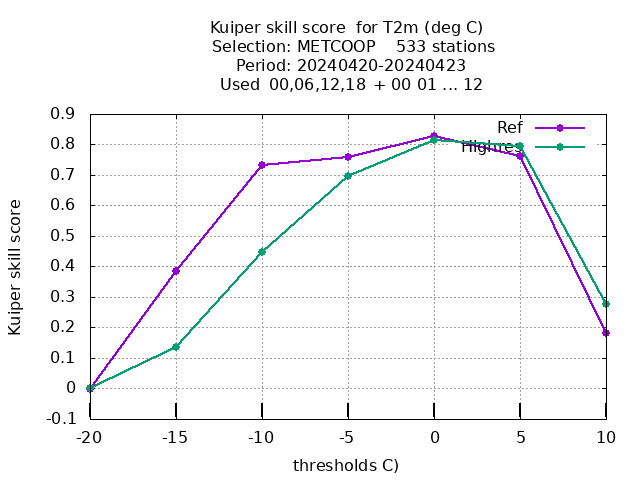 Kuiper skill score for T2m (deg C)
Selection: METCOOP 533 stations
Period: 20240420-20240423
Used 00,06,12,18 + 00 01 ... 12
Ref
Highres
0.9
0.8
0.7
0.6
0.5
0.4
0.3
0.2
0.1
0
-0.1
Kuiper skill score
-20 -15 -10 -5 0 5 10
thresholds C)